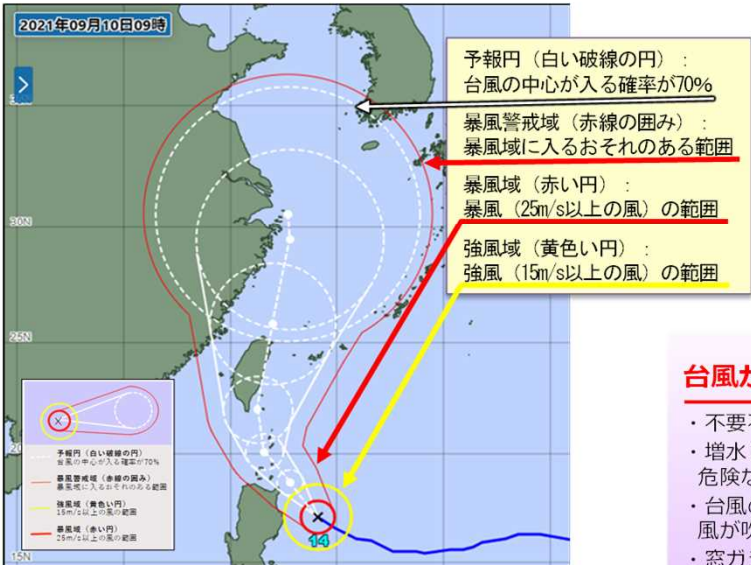 2021年09月10日09時
予報円（白い破線の円）：
台風の中心が入る確率が70%
暴風警戒域（赤線の囲み）：
暴風域に入るおそれのある範囲
暴風域（赤い円）：
暴風（25m/s以上の風）の範囲
強風域（黄色い円）：
強風（15m/s以上の風）の範囲
30N
25N
20N
15N
14
予報円（白い破線の円）
台風の中心が入る確率が70%
暴風警戒域（赤線の囲み）
暴風域に入るおそれのある範囲
強風域（黄色い円）
15m/s以上の風の範囲
暴風域（赤い円）
25m/s以上の風の範囲
台風
・不要
・増水
危険な
・台風の
風が吹
・窓ガ